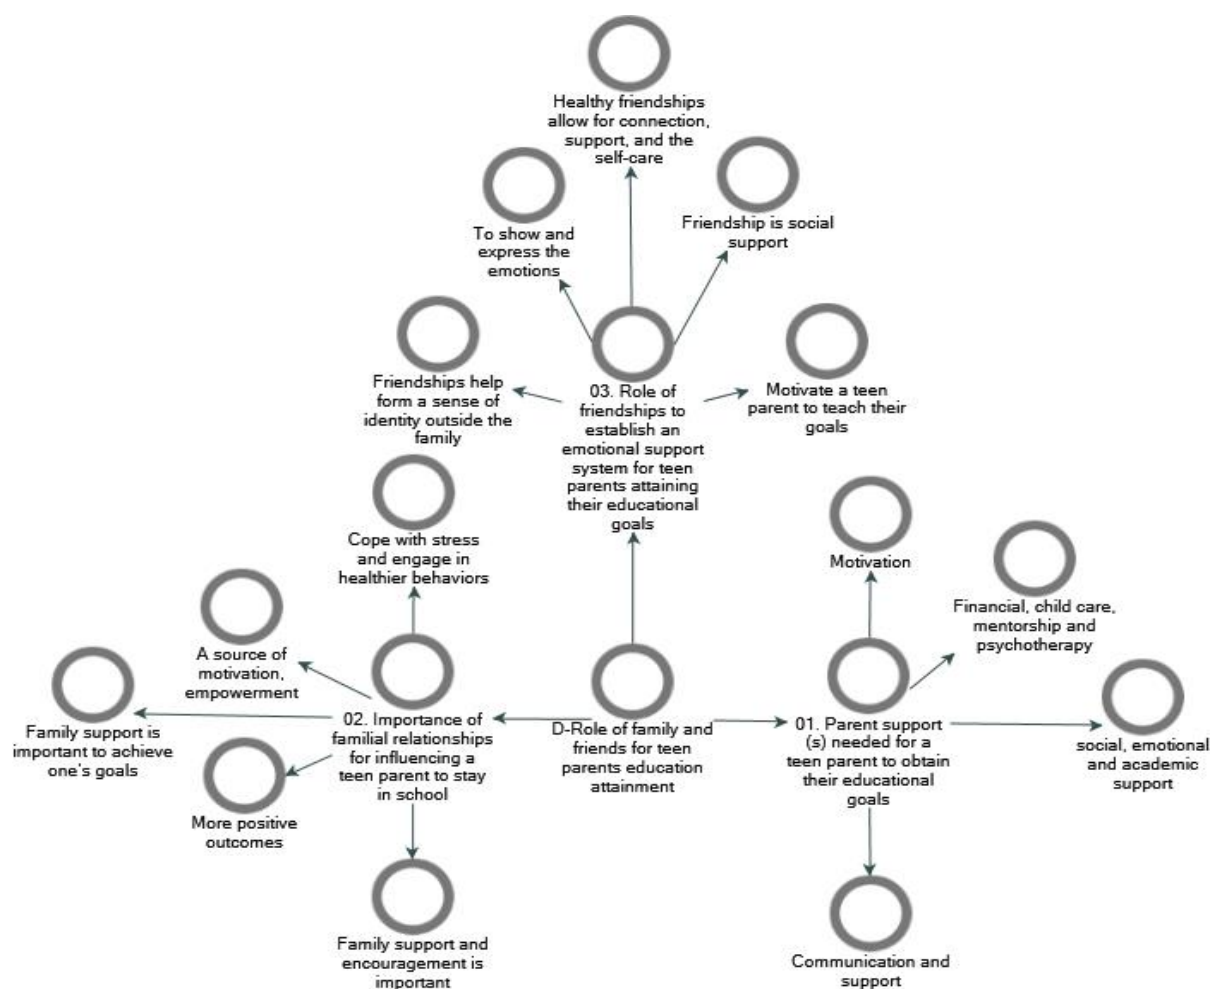 Healthy friendships
allow for connection,
support, and the
self-care
To show and
express the
emotions
Friendship is social
support
Friendships help
form a sense of
identity outside the
family
03. Role of
friendships to
establish an
emotional support
system for teen
parents attaining
their educational
goals
Motivate a teen
parent to teach their
goals
Cope with stress
and engage in
healthier behaviors
Motivation
Financial, child care,
mentorship and
psychotherapy
A source of
motivation,
empowerment
Family support is
important to achieve
one's goals
02. Importance of
familial relationships
for influencing a
teen parent to stay
in school
D-Role of family and
friends for teen
parents education
attainment
01. Parent support
(s) needed for a
teen parent to obtain
their educational
goals
social, emotional
and academic
support
More positive
outcomes
Family support and
encouragement is
important
Communication and
support